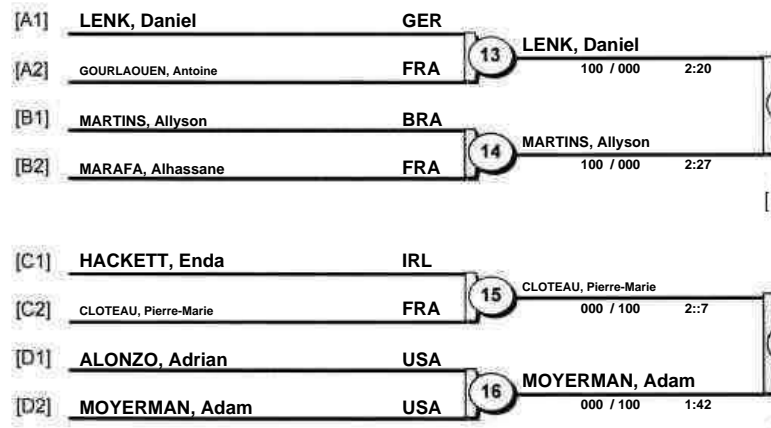 [A1] LENK, Daniel GER
LENK, Daniel
13
[A2] GOURLAOUEN, Antoine FRA
100 / 000 2:20
[B1] MARTINS, Allyson BRA
MARTINS, Allyson
14
[B2] MARAFA, Alhassane FRA
100 / 000 2:27
[
[C1] HACKETT, Enda IRL
CLOTEAU, Pierre-Marie
15
[C2] CLOTEAU, Pierre-Marie FRA
000 / 100 2::7
[D1] ALONZO, Adrian USA
MOYERMAN, Adam
16
[D2] MOYERMAN, Adam USA
000 / 100 1:42